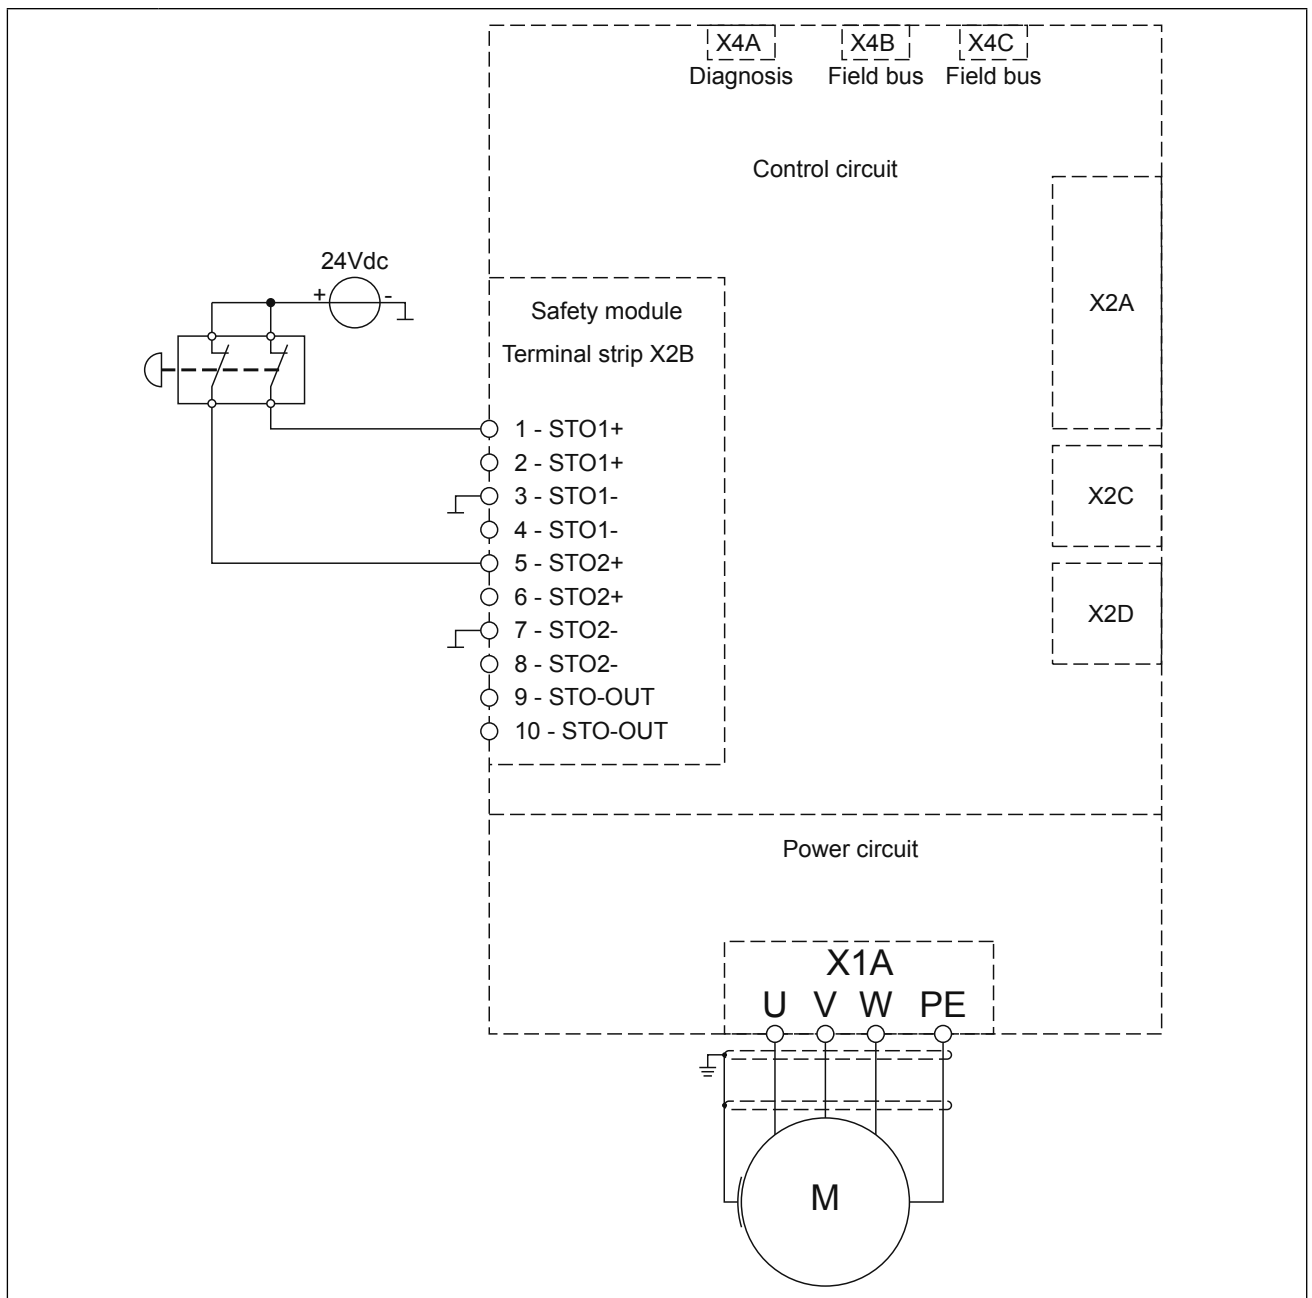 X4A X4B X4C
Diagnosis Field bus Field bus
Control circuit
24Vdc
+ -
Safety module
Terminal strip X2B
X2A
1 - STO1+
2 - STO1+
3 - STO1-
4 - STO1-
5 - STO2+
6 - STO2+
7 - STO2-
8 - STO2-
9 - STO-OUT
10 - STO-OUT
X2C
X2D
Power circuit
X1A
U V W PE
M